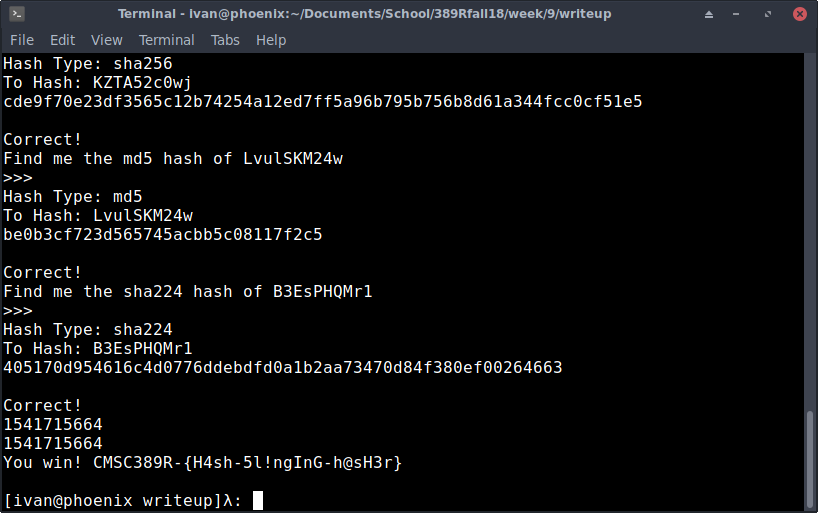 Terminal - ivan@phoenix:~/Documents/School/389Rfall18/week/9/writeup
File Edit View Terminal Tabs Help
Hash Type: sha256
To Hash: KZTA52c0wj
cde9f70e23df3565c12b74254a12ed7ff5a96b795b756b8d61a344fcc0cf51e5
Correct!
Find me the md5 hash of LvulSKM24w
>>>
Hash Type: md5
To Hash: LvulSKM24w
be0b3cf723d565745acbb5c08117f2c5
Correct!
Find me the sha224 hash of B3EsPHQMr1
>>>
Hash Type: sha224
To Hash: B3EsPHQMr1
405170d954616c4d0776ddebdfd0a1b2aa73470d84f380ef00264663
Correct!
1541715664
1541715664
You win! CMSC389R-{H4sh-5l!ngInG-h@sH3r}
[ivan@phoenix writeup]λ: